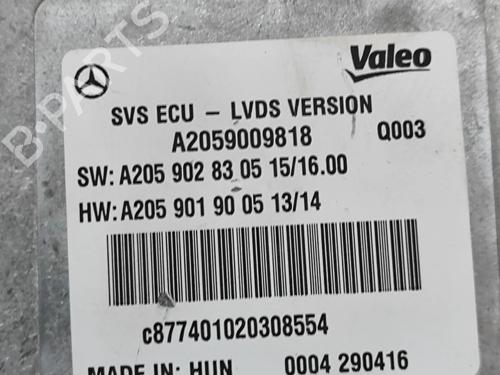 B-PARTS
Valeo
SVS ECU – LVDS VERSION
A2059009818 Q003
SW: A205 902 83 05 15/16.00
HW: A205 901 90 05 13/14
c877401020308554
MADE IN: HUN 0004 290416